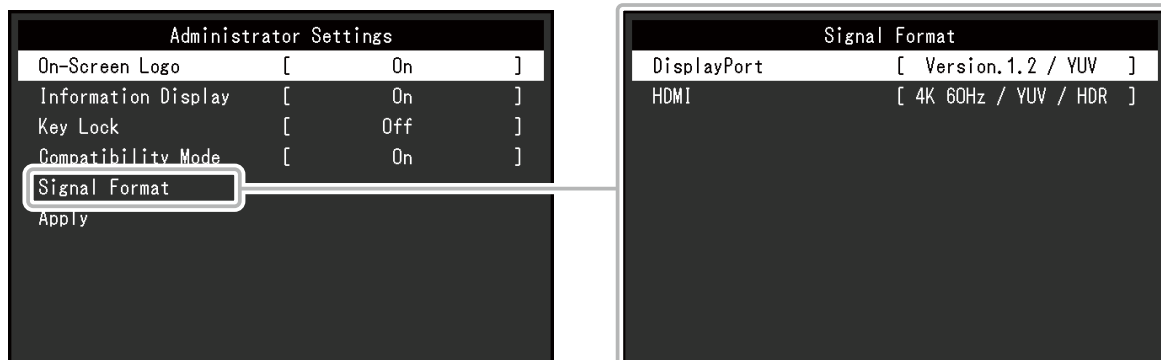 Administrator Settings
On-Screen Logo [ On ]
Information Display [ On ]
Key Lock [ Off ]
Compatibility Mode [ On ]
Signal Format
Apply
Signal Format
DisplayPort [ Version.1.2 / YUV ]
HDMI [ 4K 60Hz / YUV / HDR ]